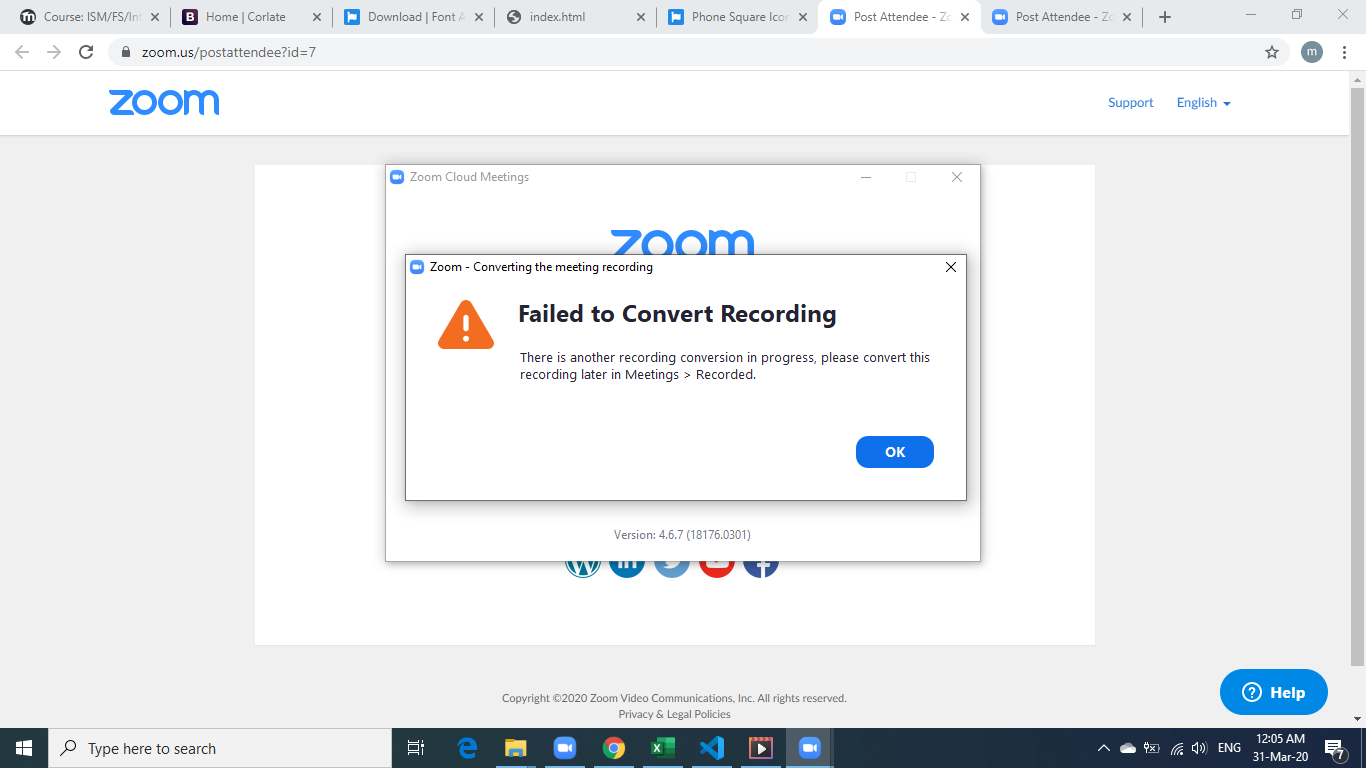 Course: ISM/FS/Int
Home | Corlate
Download | Font A
index.html
Phone Square Icon
Post Attendee - Zo
Post Attendee - Zo
zoom.us/postattendee?id=7
m
zoom
Support
English
Zoom Cloud Meetings
zoom
Zoom - Converting the meeting recording
Failed to Convert Recording
There is another recording conversion in progress, please convert this
recording later in Meetings > Recorded.
OK
Version: 4.6.7 (18176.0301)
Copyright ©2020 Zoom Video Communications, Inc. All rights reserved.
Privacy & Legal Policies
Help
Type here to search
ENG
12:05 AM
31-Mar-20
7